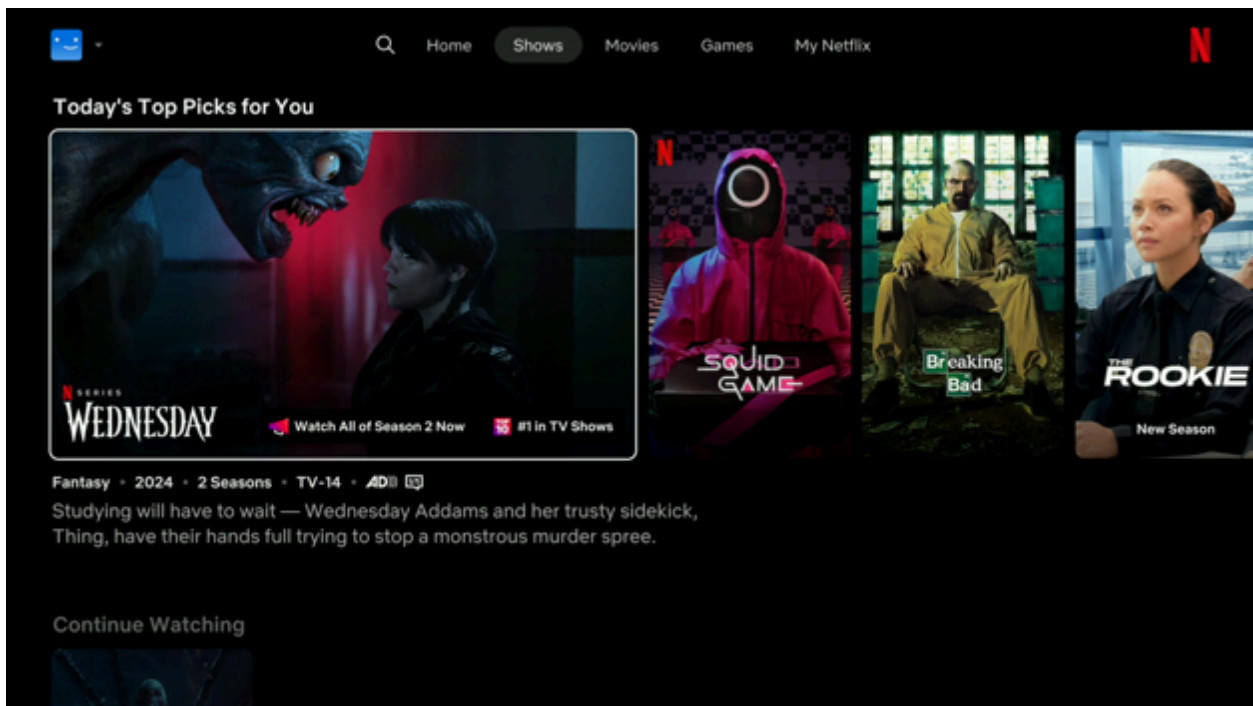 Home Shows Movies Games My Netflix
N
Today's Top Picks for You
N
SQUID
GAME
Breaking
Bad
THE
ROOKIE
New Season
N SERIES
WEDNESDAY
Watch All of Season 2 Now
TOP
10
#1 in TV Shows
Fantasy • 2024 • 2 Seasons • TV-14 • AD
Studying will have to wait — Wednesday Addams and her trusty sidekick,
Thing, have their hands full trying to stop a monstrous murder spree.
Continue Watching